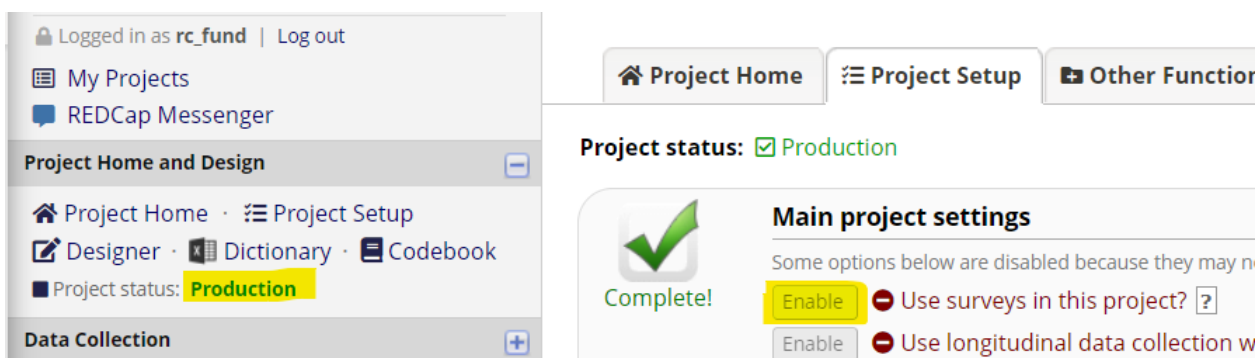 Logged in as rc_fund | Log out
My Projects
REDCap Messenger
Project Home and Design
Project Home · Project Setup
Designer · Dictionary · Codebook
Project status: Production
Data Collection
Project Home
Project Setup
Other Function
Project status: Production
Complete!
Main project settings
Some options below are disabled because they may
Enable Use surveys in this project? ?
Enable Use longitudinal data collection